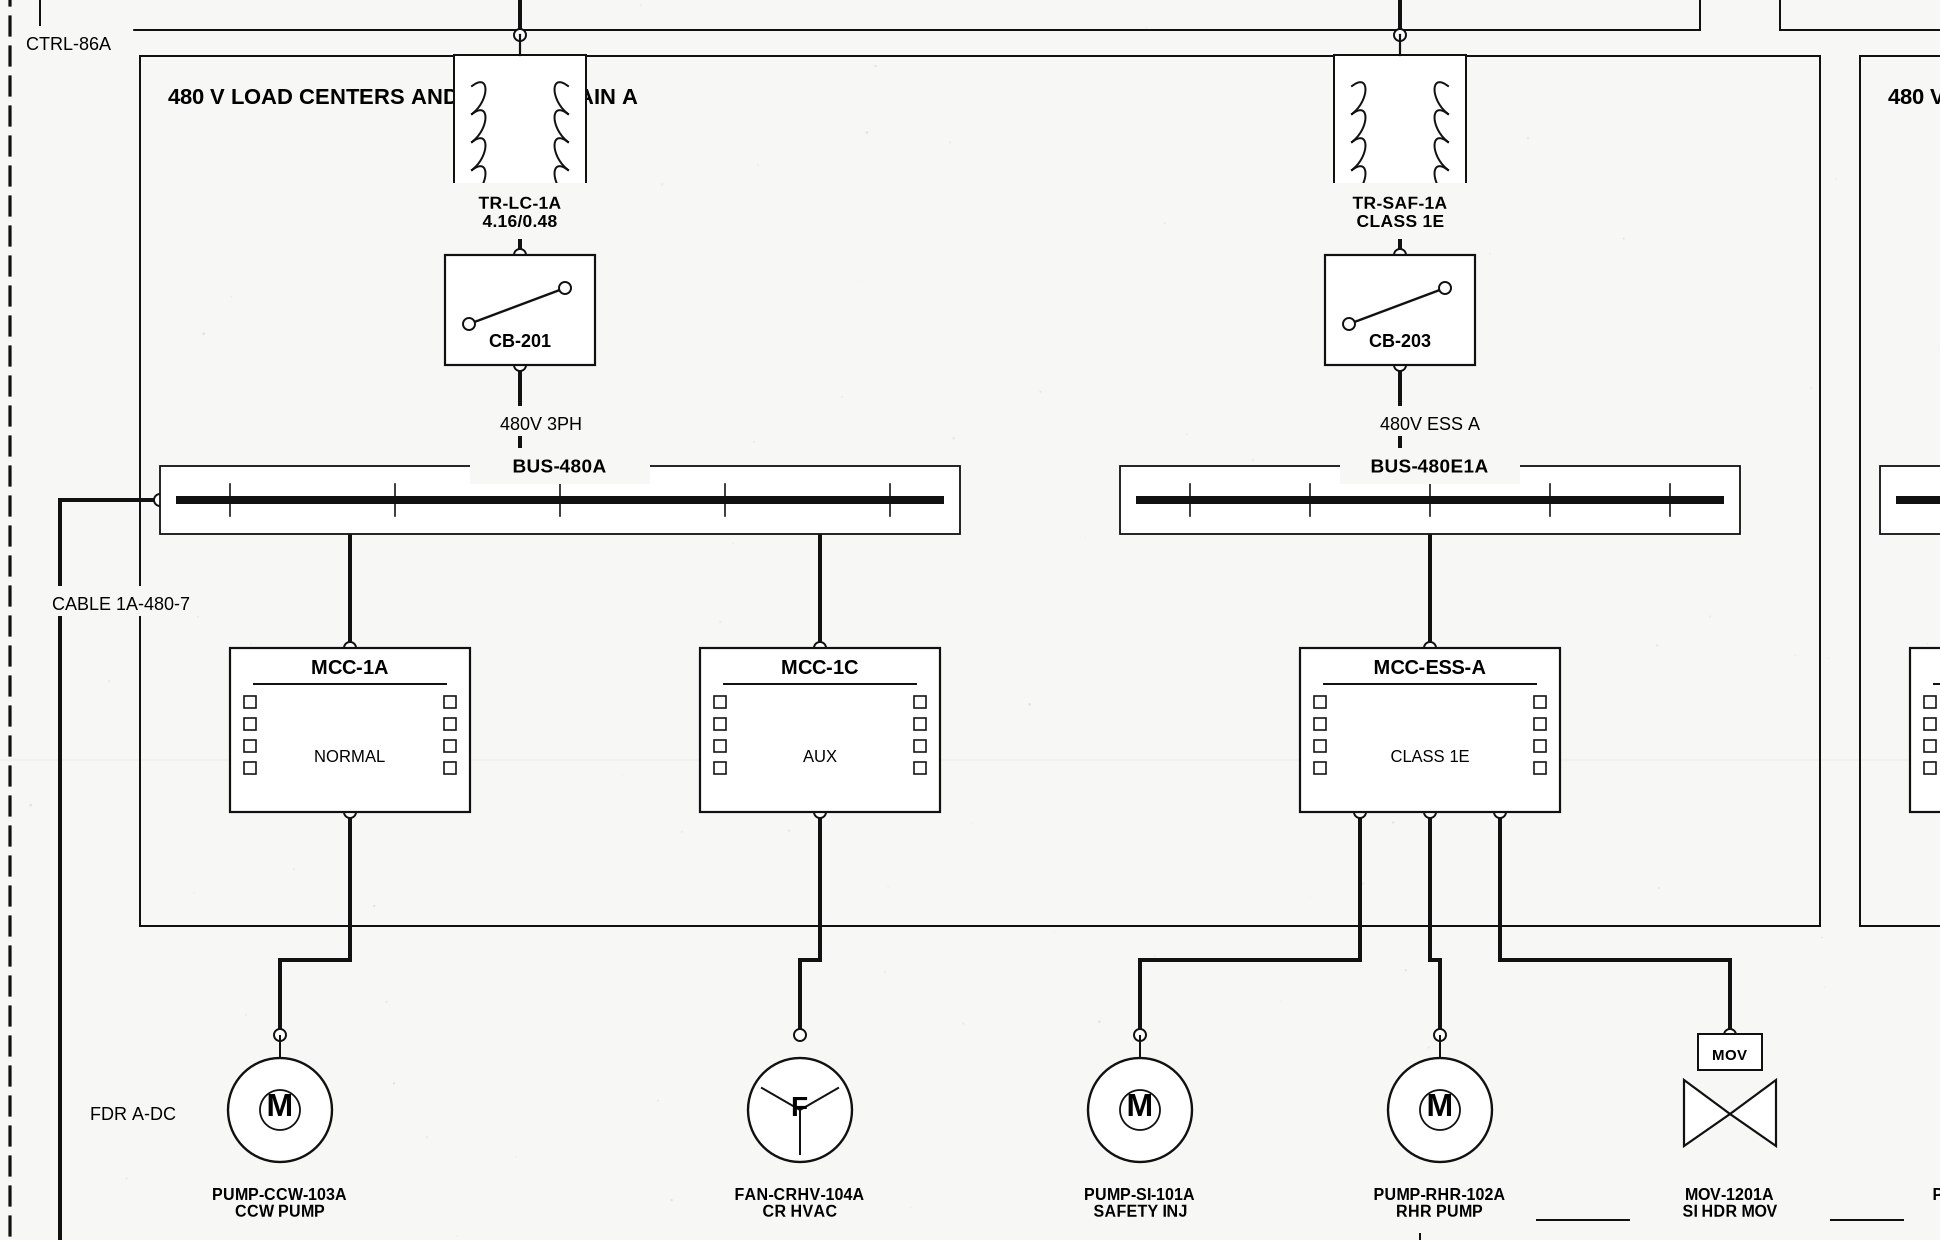 CTRL-86A
480 V LOAD CENTERS AND
480 V
TR-LC-1A
4.16/0.48
TR-SAF-1A
CLASS 1E
CB-201
CB-203
480V 3PH
480V ESS A
BUS-480A
BUS-480E1A
CABLE 1A-480-7
MCC-1A
MCC-1C
MCC-ESS-A
NORMAL
AUX
CLASS 1E
MOV
M
F
M
M
FDR A-DC
PUMP-CCW-103A
CCW PUMP
FAN-CRHV-104A
CR HVAC
PUMP-SI-101A
SAFETY INJ
PUMP-RHR-102A
RHR PUMP
MOV-1201A
SI HDR MOV